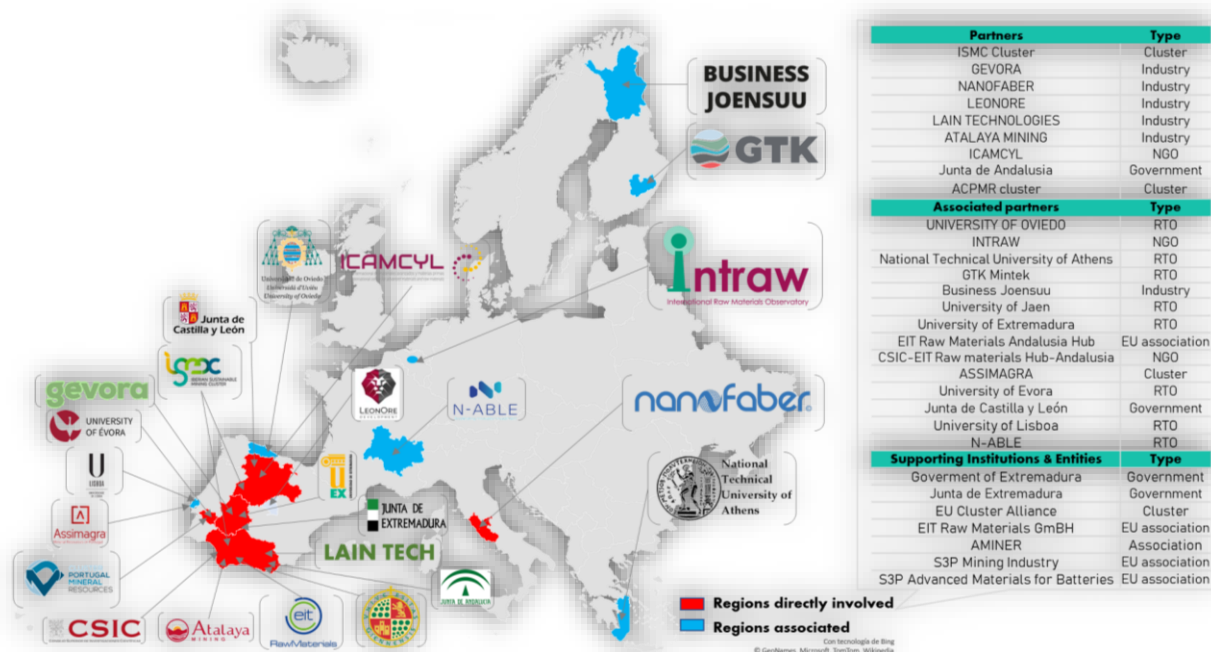 BUSINESS
JOENSUU
GTK
Universidad de Oviedo
Universidá d'Uviéu
University of Oviedo
ICAMCYL
intraw
International Raw Materials Observatory
Junta de
Castilla y León
ismc
IBERIAN SUSTAINABLE
MINING CLUSTER
gevora
UNIVERSITY
OF ÉVORA
LEONORE
DEVELOPMENT
N-ABLE
nanofaber
U
LISBOA
UEX
JUNTA DE
EXTREMADURA
National
Technical
University of
Athens
Assimagra
LAIN TECH
PORTUGAL
MINERAL
RESOURCES
JUNTA DE ANDALUCIA
CSIC
Atalaya
MINING
eit
RawMaterials
Regions directly involved
Regions associated
Con tecnología de Bing
© GeoNames, Microsoft, TomTom, Wikipedia
Partners Type
ISMC Cluster Cluster
GEVORA Industry
NANOFABER Industry
LEONORE Industry
LAIN TECHNOLOGIES Industry
ATALAYA MINING Industry
ICAMCYL NGO
Junta de Andalusia Government
ACPMR cluster Cluster
Associated partners Type
UNIVERSITY OF OVIEDO RTO
INTRAW NGO
National Technical University of Athens RTO
GTK Mintek RTO
Business Joensuu Industry
University of Jaen RTO
University of Extremadura RTO
EIT Raw Materials Andalusia Hub EU association
CSIC-EIT Raw materials Hub-Andalusia NGO
ASSIMAGRA Cluster
University of Evora RTO
Junta de Castilla y León Government
University of Lisboa RTO
N-ABLE RTO
Supporting Institutions & Entities Type
Goverment of Extremadura Government
Junta de Extremadura Government
EU Cluster Alliance Cluster
EIT Raw Materials GmBH EU association
AMINER Association
S3P Mining Industry EU association
S3P Advanced Materials for Batteries EU association